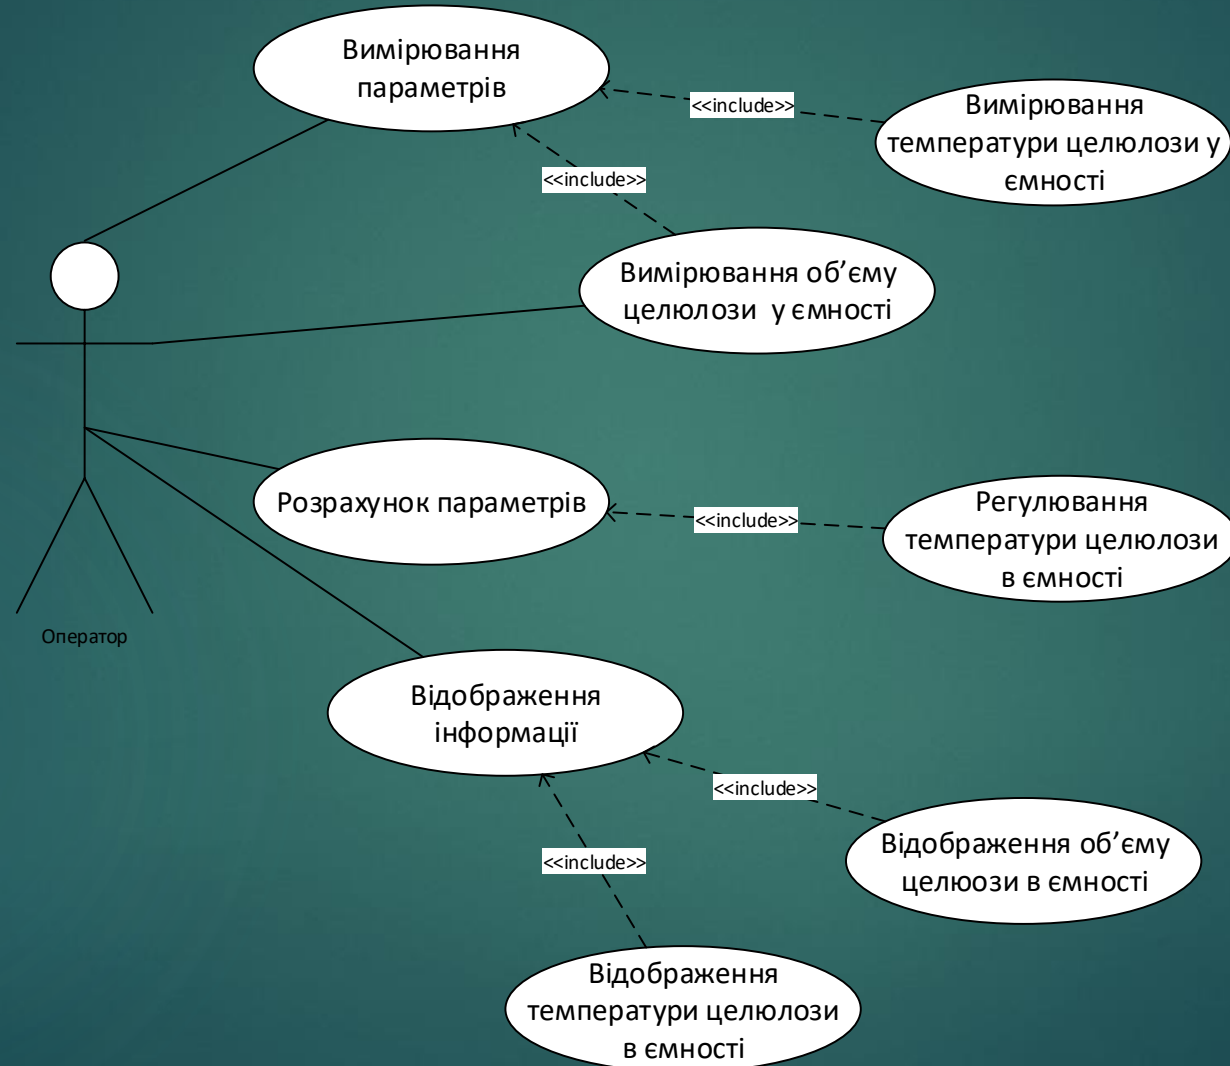 Вимірювання
параметрів
<<include>>
Вимірювання
температури целюлози у
ємності
<<include>>
Вимірювання об’єму
целюлози у ємності
Розрахунок параметрів
<<include>>
Регулювання
температури целюлози
в ємності
Оператор
Відображення
інформації
<<include>>
Відображення об’єму
целюози в ємності
<<include>>
Відображення
температури целюлози
в ємності